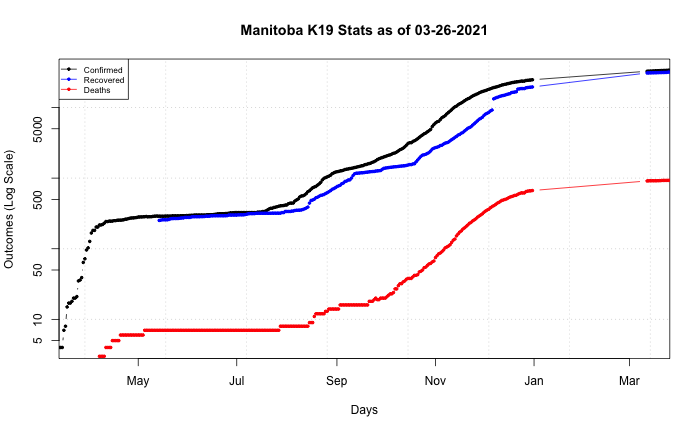 Manitoba K19 Stats as of 03-26-2021
Confirmed
Recovered
Deaths
Outcomes (Log Scale)
5000
500
50
10
5
May Jul Sep Nov Jan Mar
Days